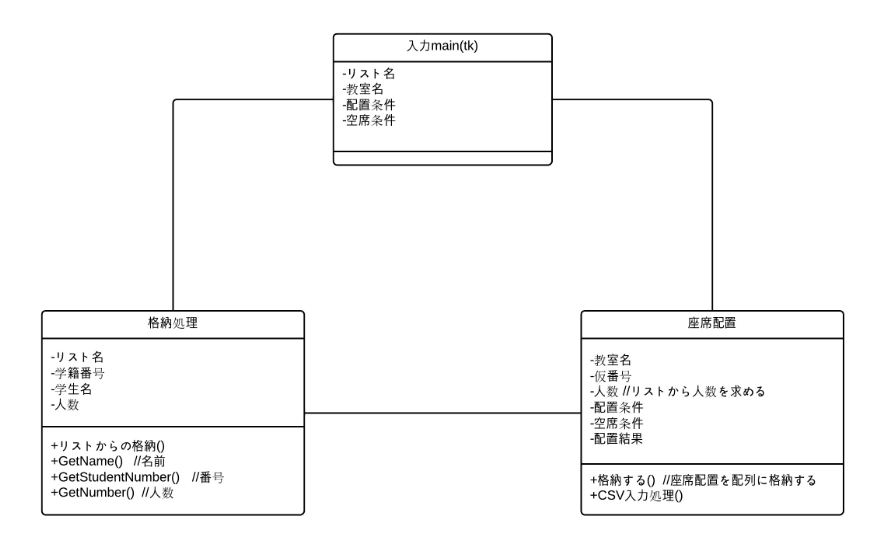 入力main(tk)
-リスト名
-教室名
-配置条件
-空席条件
格納処理
-リスト名
-学籍番号
-学生名
-人数
+リストからの格納()
+GetName() //名前
+GetStudentNumber() //番号
+GetNumber() //人数
座席配置
-教室名
-仮番号
-人数 //リストから人数を求める
-配置条件
-空席条件
-配置結果
+格納する() //座席配置を配列に格納する
+CSV入力処理()